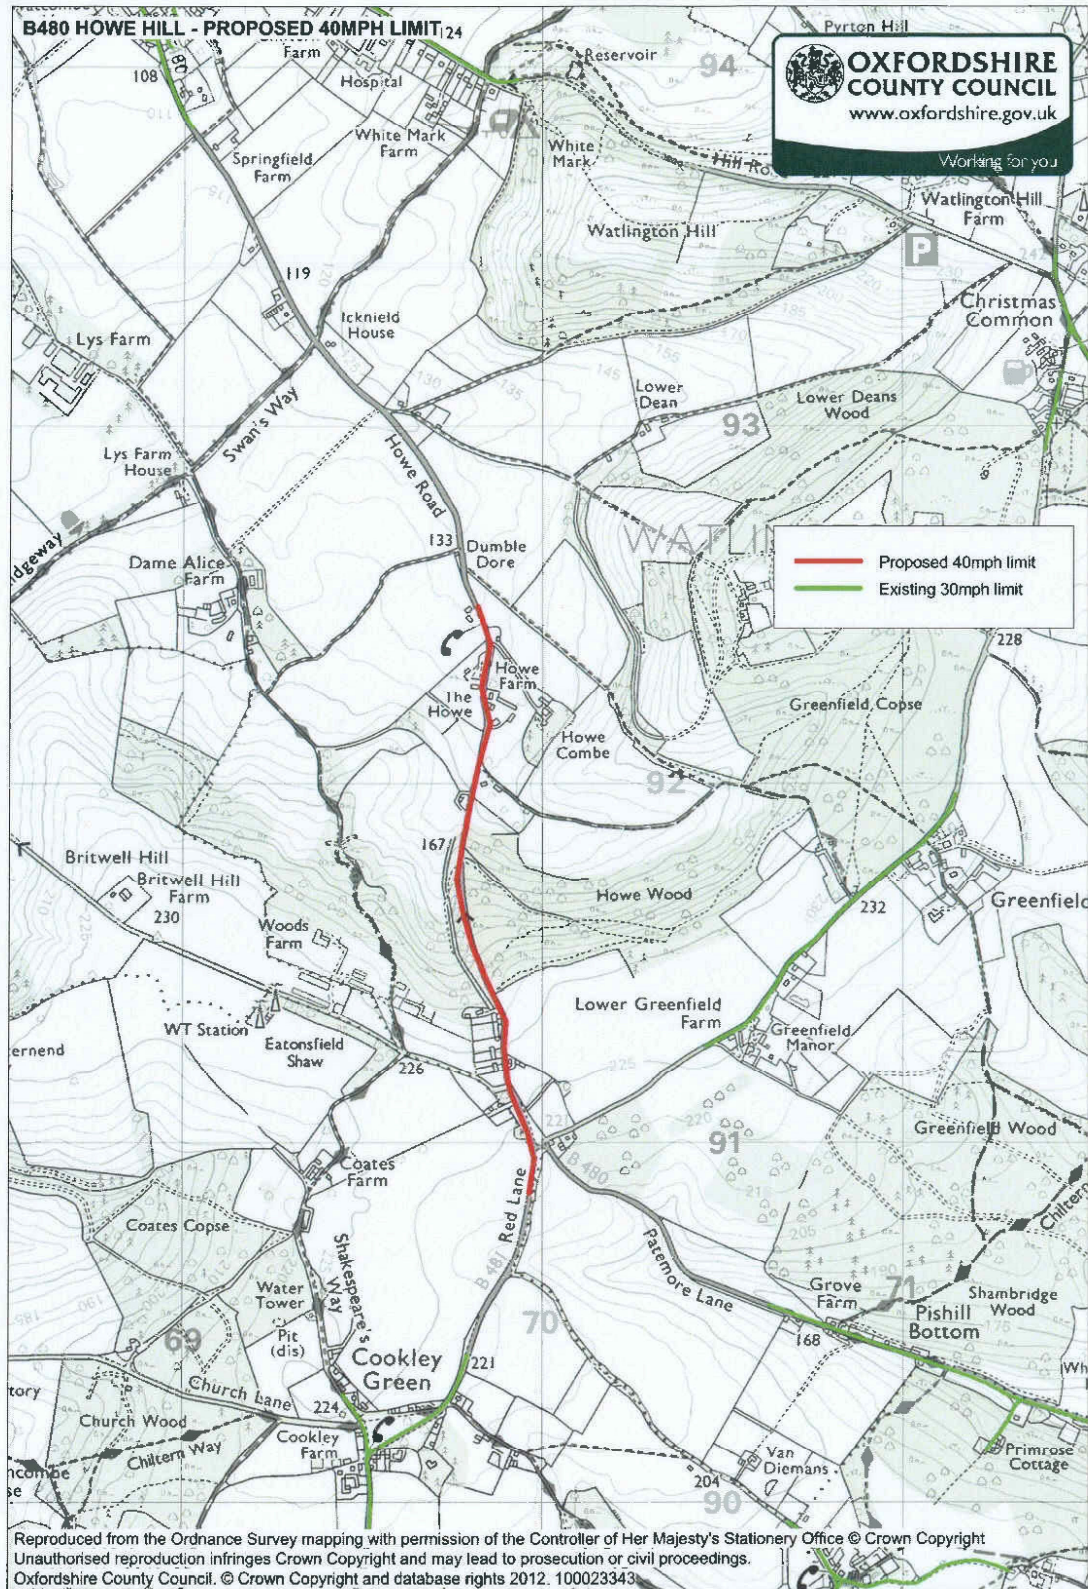 B480 HOWE HILL - PROPOSED 40MPH LIMIT
124
Pyrton Hill
OXFORDSHIRE
COUNTY COUNCIL
www.oxfordshire.gov.uk
Working for you
Farm
108
Hospital
Reservoir
94
White Mark
Farm
White
Mark
Springfield
Farm
Watlington Hill
Farm
Watlington Hill
P
242
119
Icknield
House
Christmas
Common
Lys Farm
Swan's Way
Lower
Dean
Lower Deans
Wood
93
Lys Farm
House
Howe Road
133
Dumble
Dore
Dame Alice
Farm
Proposed 40mph limit
Existing 30mph limit
228
Howe
Farm
The
Howe
Howe
Combe
Greenfield Copse
92
167
Britwell Hill
Britwell Hill
Farm
230
Woods
Farm
Howe Wood
232
Greenfield
WT Station
Eatonsfield
Shaw
226
Lower Greenfield
Farm
Greenfield
Manor
225
91
Greenfield Wood
Coates
Farm
B 480
Red Lane
Coates Copse
Shakespeare's
Way
B 481
Patemore Lane
Water
Tower
Pit
(dis)
69
70
71
Grove
Farm
168
Pishill
Bottom
Shambridge
Wood
Cookley
Green
221
Church Lane
224
Church Wood
Chiltern Way
Cookley
Farm
Van
Diemans
204
90
Primrose
Cottage
Reproduced from the Ordnance Survey mapping with permission of the Controller of Her Majesty's Stationery Office © Crown Copyright
Unauthorised reproduction infringes Crown Copyright and may lead to prosecution or civil proceedings.
Oxfordshire County Council. © Crown Copyright and database rights 2012. 100023343